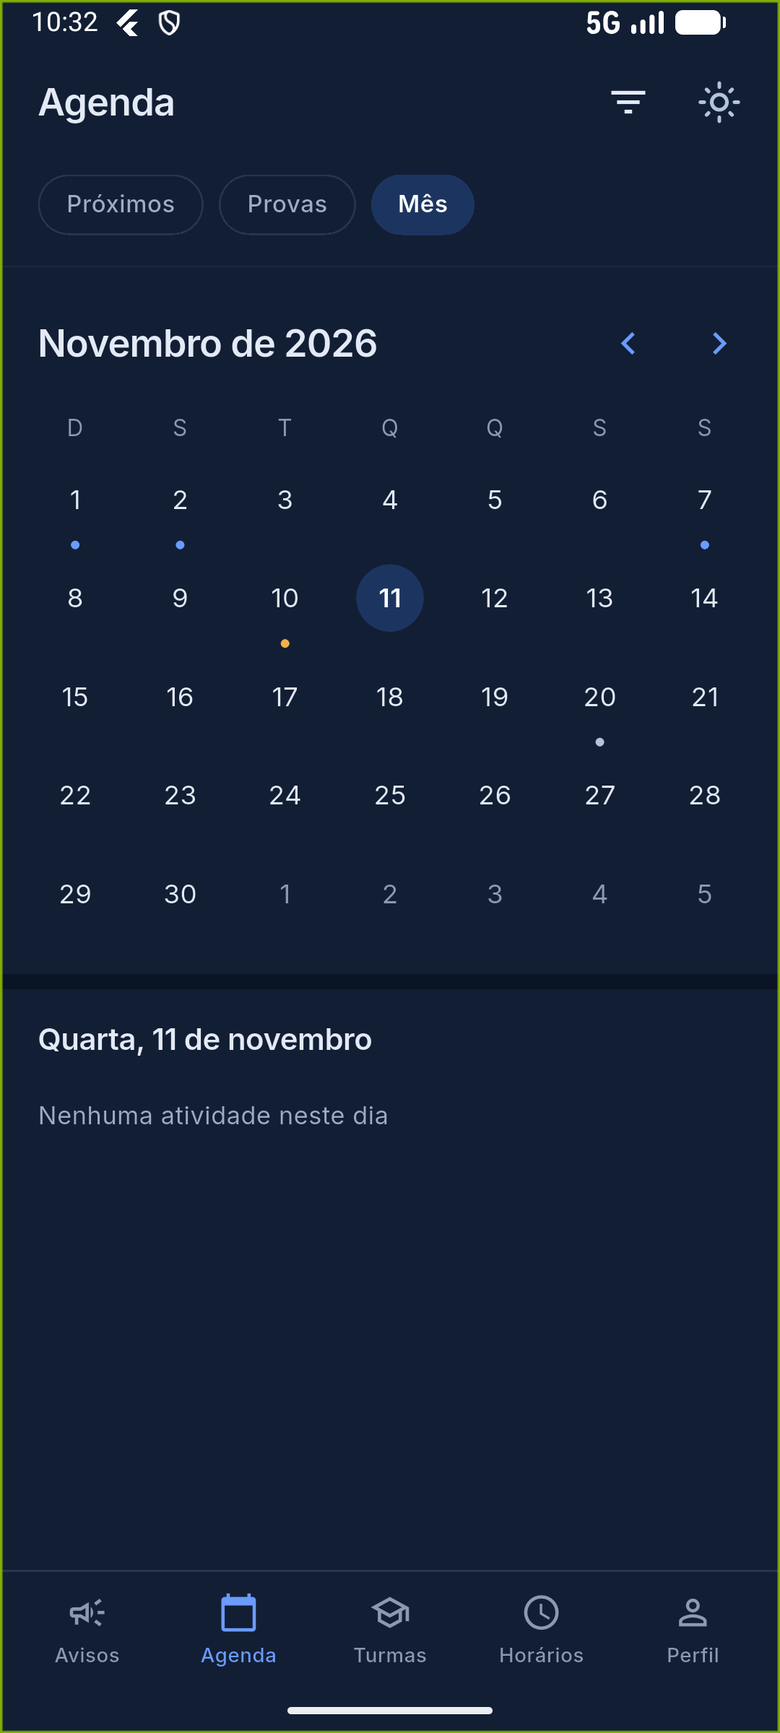 10:32 5G
Agenda
Próximos Provas Mês
Novembro de 2026
D S T Q Q S S
1 2 3 4 5 6 7
8 9 10 11 12 13 14
15 16 17 18 19 20 21
22 23 24 25 26 27 28
29 30 1 2 3 4 5
Quarta, 11 de novembro
Nenhuma atividade neste dia
Avisos Agenda Turmas Horários Perfil